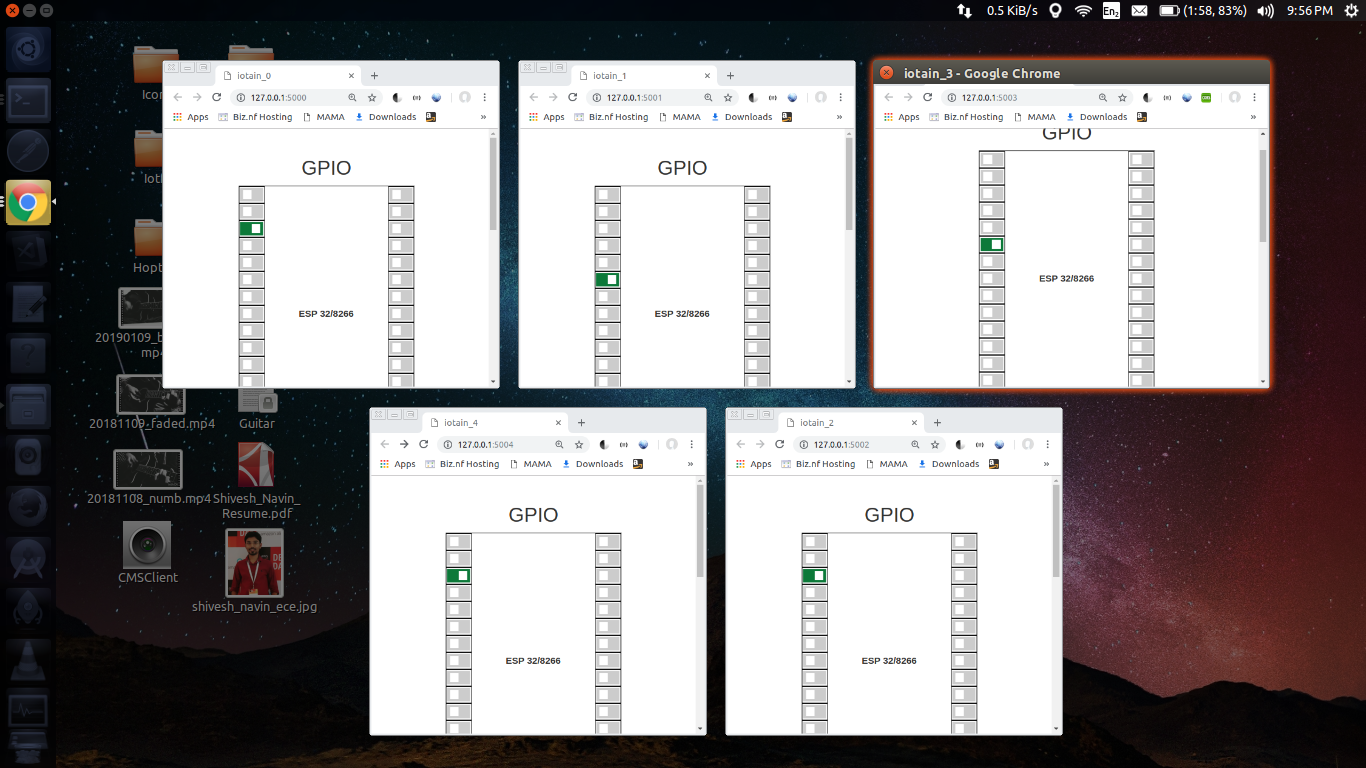 0.5 KiB/s En2 (1:58, 83%) 9:56 PM
iotain_0
127.0.0.1:5000
Apps Biz.nf Hosting MAMA Downloads »
GPIO
ESP 32/8266
iotain_1
127.0.0.1:5001
Apps Biz.nf Hosting MAMA Downloads »
GPIO
ESP 32/8266
iotain_3 - Google Chrome
127.0.0.1:5003
Apps Biz.nf Hosting MAMA Downloads »
GPIO
ESP 32/8266
iotain_4
127.0.0.1:5004
Apps Biz.nf Hosting MAMA Downloads »
GPIO
ESP 32/8266
iotain_2
127.0.0.1:5002
Apps Biz.nf Hosting MAMA Downloads »
GPIO
ESP 32/8266
Icor
Iot
Hopt
20190109_b
mp4
20181109_faded.mp4
Guitar
20181108_numb.mp4
Shivesh_Navin_
Resume.pdf
CMSClient
shivesh_navin_ece.jpg